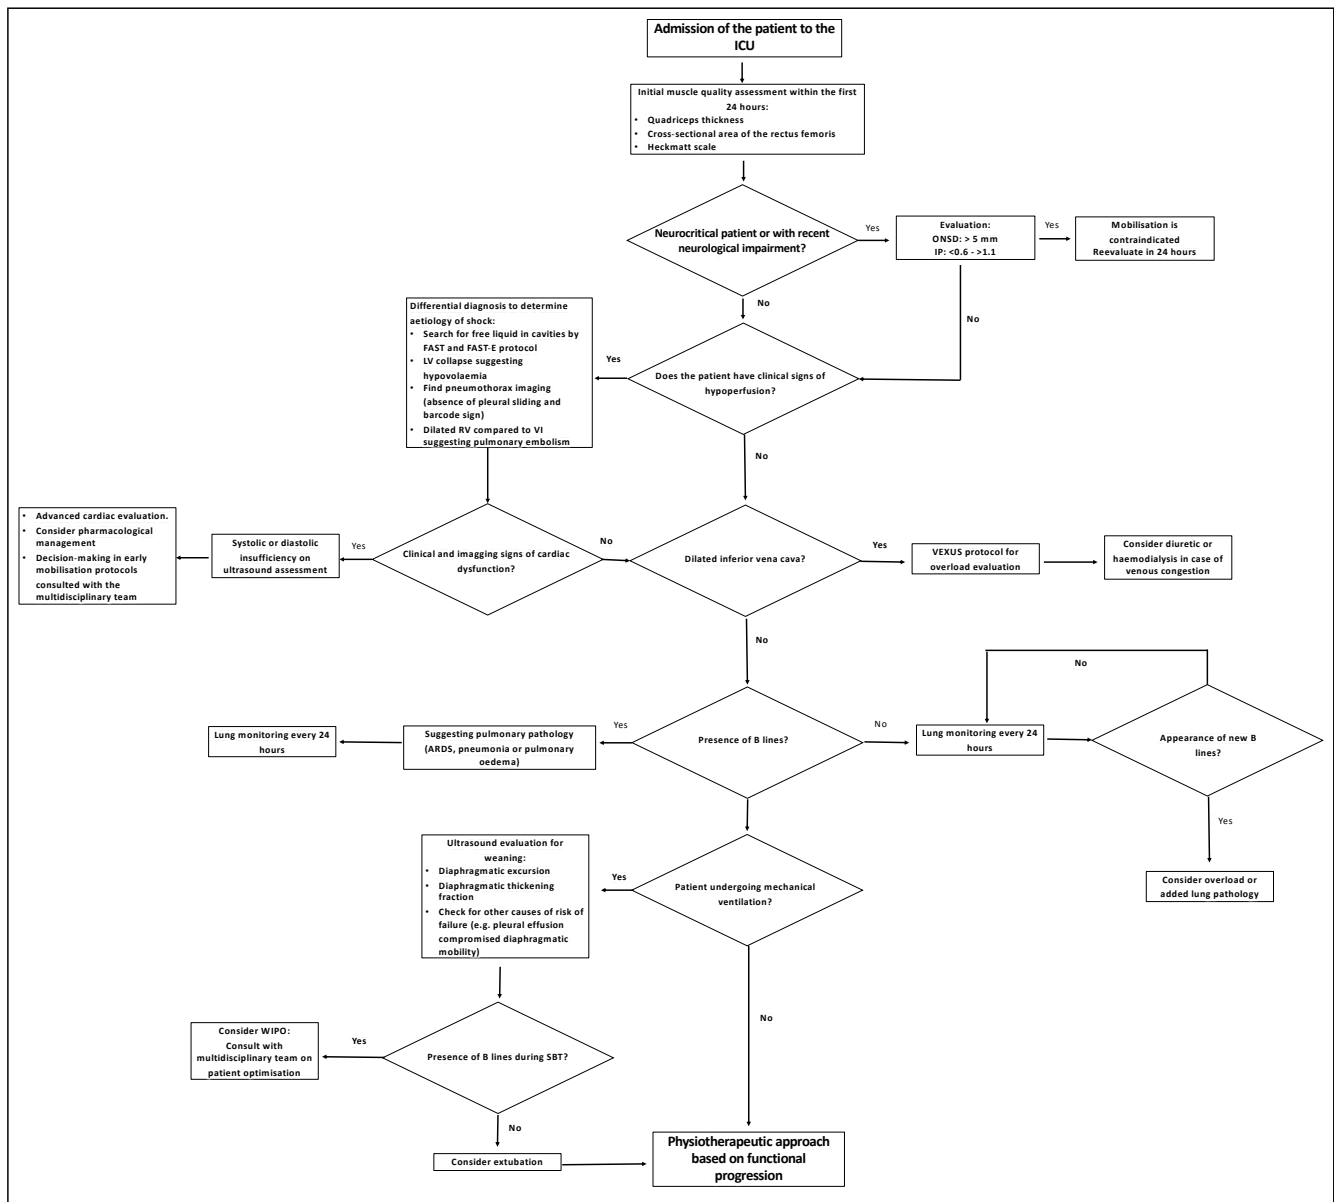 Admission of the patient to the
ICU
Initial muscle quality assessment within the first
24 hours:
• Quadriceps thickness
• Cross-sectional area of the rectus femoris
• Heckmatt scale
Neurocritical patient or with recent
neurological impairment?
Yes
Evaluation:
ONSD: > 5 mm
IP: <0.6 - >1.1
Yes
Mobilisation is
contraindicated
Reevaluate in 24 hours
No
No
Differential diagnosis to determine
aetiology of shock:
• Search for free liquid in cavities by
FAST and FAST-E protocol
• LV collapse suggesting
hypovolaemia
• Find pneumothorax imaging
(absence of pleural sliding and
barcode sign)
• Dilated RV compared to VI
suggesting pulmonary embolism
Yes
Does the patient have clinical signs of
hypoperfusion?
No
• Advanced cardiac evaluation.
• Consider pharmacological
management
• Decision-making in early
mobilisation protocols
consulted with the
multidisciplinary team
Systolic or diastolic
insufficiency on
ultrasound assessment
Yes
Clinical and imagging signs of cardiac
dysfunction?
No
Dilated inferior vena cava?
Yes
VEXUS protocol for
overload evaluation
Consider diuretic or
haemodialysis in case of
venous congestion
No
No
Lung monitoring every 24
hours
Suggesting pulmonary pathology
(ARDS, pneumonia or pulmonary
oedema)
Yes
Presence of B lines?
No
Lung monitoring every 24
hours
Appearance of new B
lines?
Yes
Consider overload or
added lung pathology
Ultrasound evaluation for
weaning:
• Diaphragmatic excursion
• Diaphragmatic thickening
fraction
• Check for other causes of risk of
failure (e.g. pleural effusion
compromised diaphragmatic
mobility)
Yes
Patient undergoing mechanical
ventilation?
No
Consider WIPO:
Consult with
multidisciplinary team on
patient optimisation
Yes
Presence of B lines during SBT?
No
Consider extubation
Physiotherapeutic approach
based on functional
progression